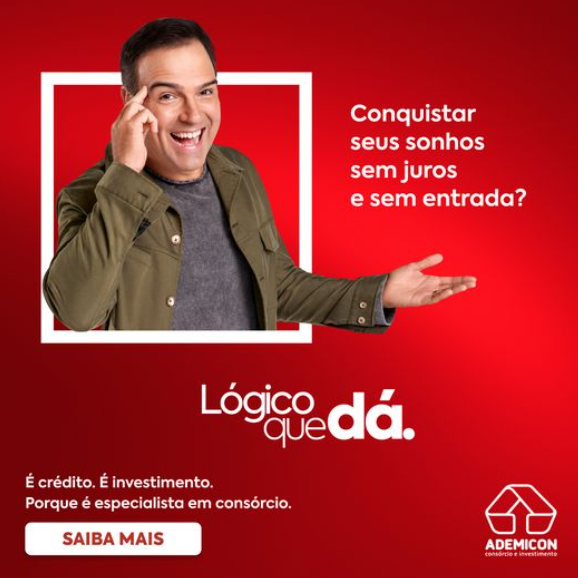 Conquistar
seus sonhos
sem juros
e sem entrada?
Lógico
que dá.
É crédito. É investimento.
Porque é especialista em consórcio.
SAIBA MAIS
ADEMICON
consórcio e investimento